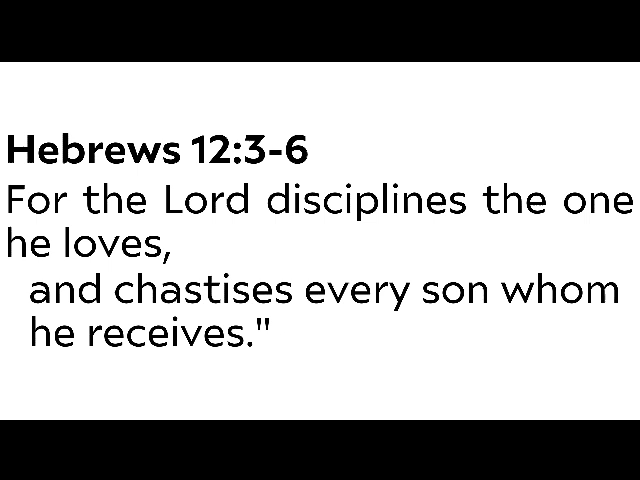 Hebrews 12:3-6
For the Lord disciplines the one
he loves,
and chastises every son whom
he receives."